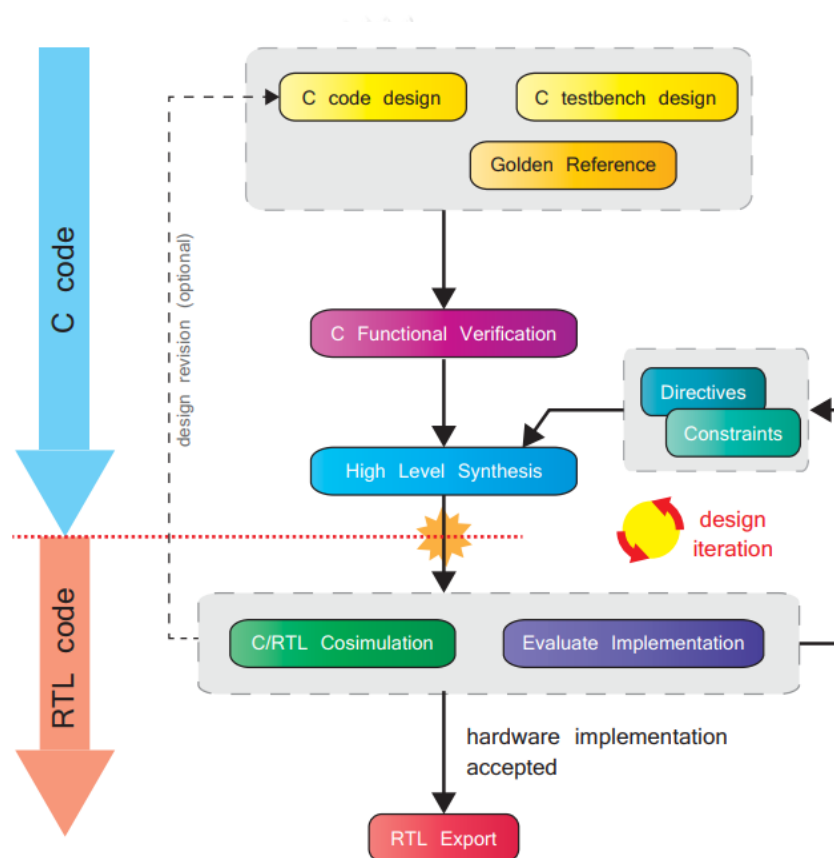 C code design
C testbench design
Golden Reference
C code
design revision (optional)
C Functional Verification
Directives
Constraints
High Level Synthesis
design
iteration
RTL code
C/RTL Cosimulation
Evaluate Implementation
hardware implementation
accepted
RTL Export